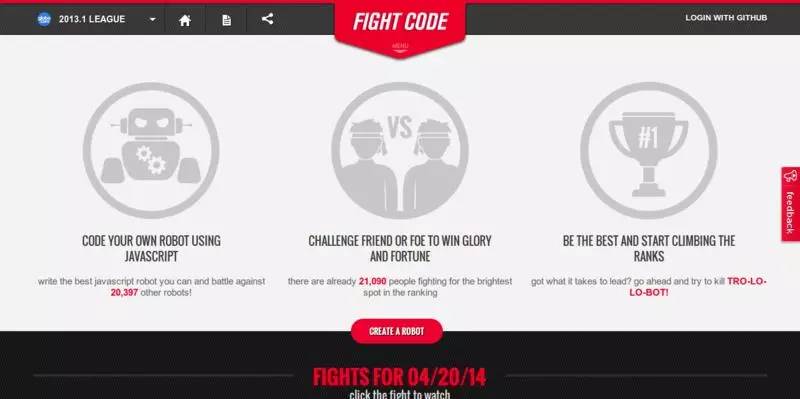 2013.1 LEAGUE
FIGHT CODE
MENU
LOGIN WITH GITHUB
VS
#1
feedback
CODE YOUR OWN ROBOT USING
JAVASCRIPT
write the best javascript robot you can and battle against
20,397 other robots!
CHALLENGE FRIEND OR FOE TO WIN GLORY
AND FORTUNE
there are already 21,090 people fighting for the brightest
spot in the ranking
BE THE BEST AND START CLIMBING THE
RANKS
got what it takes to lead? go ahead and try to kill TRO-LO-
LO-BOT!
CREATE A ROBOT
FIGHTS FOR 04/20/14
click the fight to watch